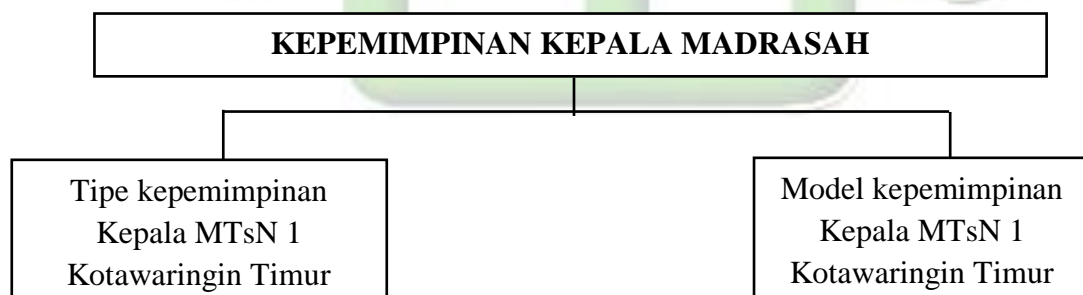 KEPEMIMPINAN KEPALA MADRASAH
Tipe kepemimpinan
Kepala MTsN 1
Kotawaringin Timur
Model kepemimpinan
Kepala MTsN 1
Kotawaringin Timur